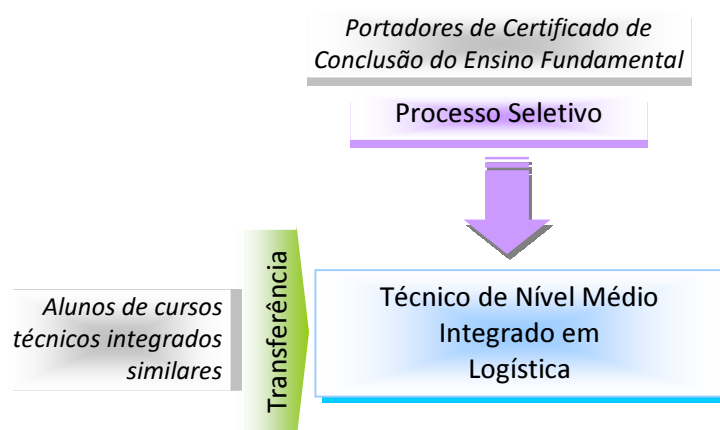 Portadores de Certificado de
Conclusão do Ensino Fundamental
Processo Seletivo
Alunos de cursos
técnicos integrados
similares
Transferência
Técnico de Nível Médio
Integrado em
Logística